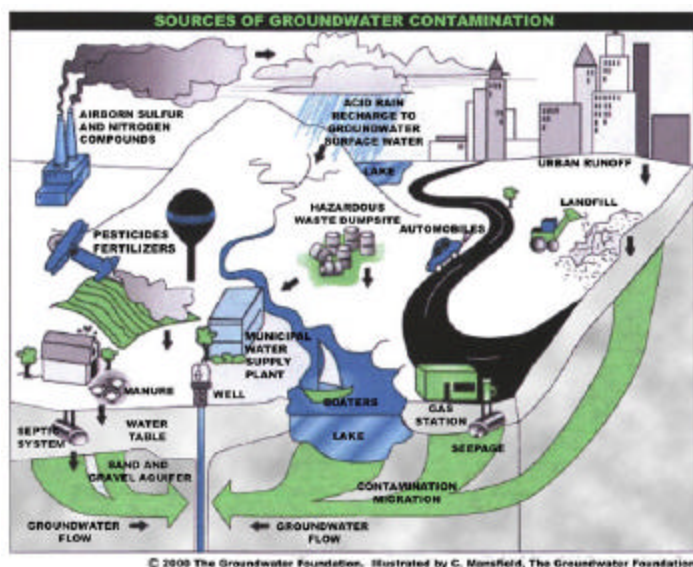 SOURCES OF GROUNDWATER CONTAMINATION
AIRBORN SULFUR
AND NITROGEN
COMPOUNDS
ACID RAIN
RECHARGE TO
GROUNDWATER
SURFACE WATER
LAKE
URBAN RUNOFF
LANDFILL
HAZARDOUS
WASTE DUMPSITE
AUTOMOBILES
PESTICIDES
FERTILIZERS
MUNICIPAL
WATER
SUPPLY
PLANT
MANURE
WELL
BOATERS
LAKE
GAS
STATION
SEEPAGE
SEPTIC
SYSTEM
WATER
TABLE
SAND AND
GRAVEL AQUIFER
CONTAMINATION
MIGRATION
GROUNDWATER
FLOW
GROUNDWATER
FLOW
© 2000 The Groundwater Foundation. Illustrated by C. Mansfield, The Groundwater Foundation